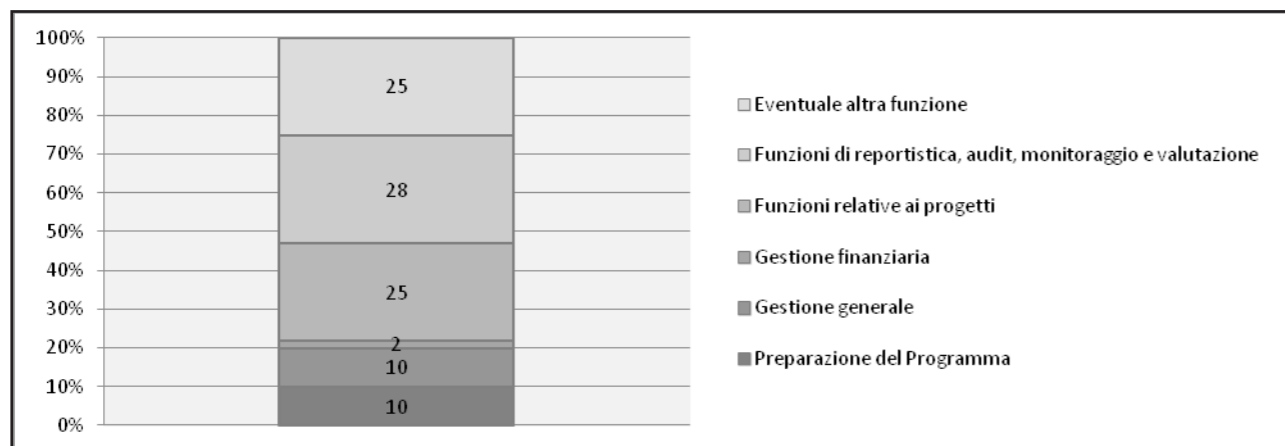 100%
90%
80%
70%
60%
50%
40%
30%
20%
10%
0%
25
28
25
2
10
10
Eventuale altra funzione
Funzioni di reportistica, audit, monitoraggio e valutazione
Funzioni relative ai progetti
Gestione finanziaria
Gestione generale
Preparazione del Programma